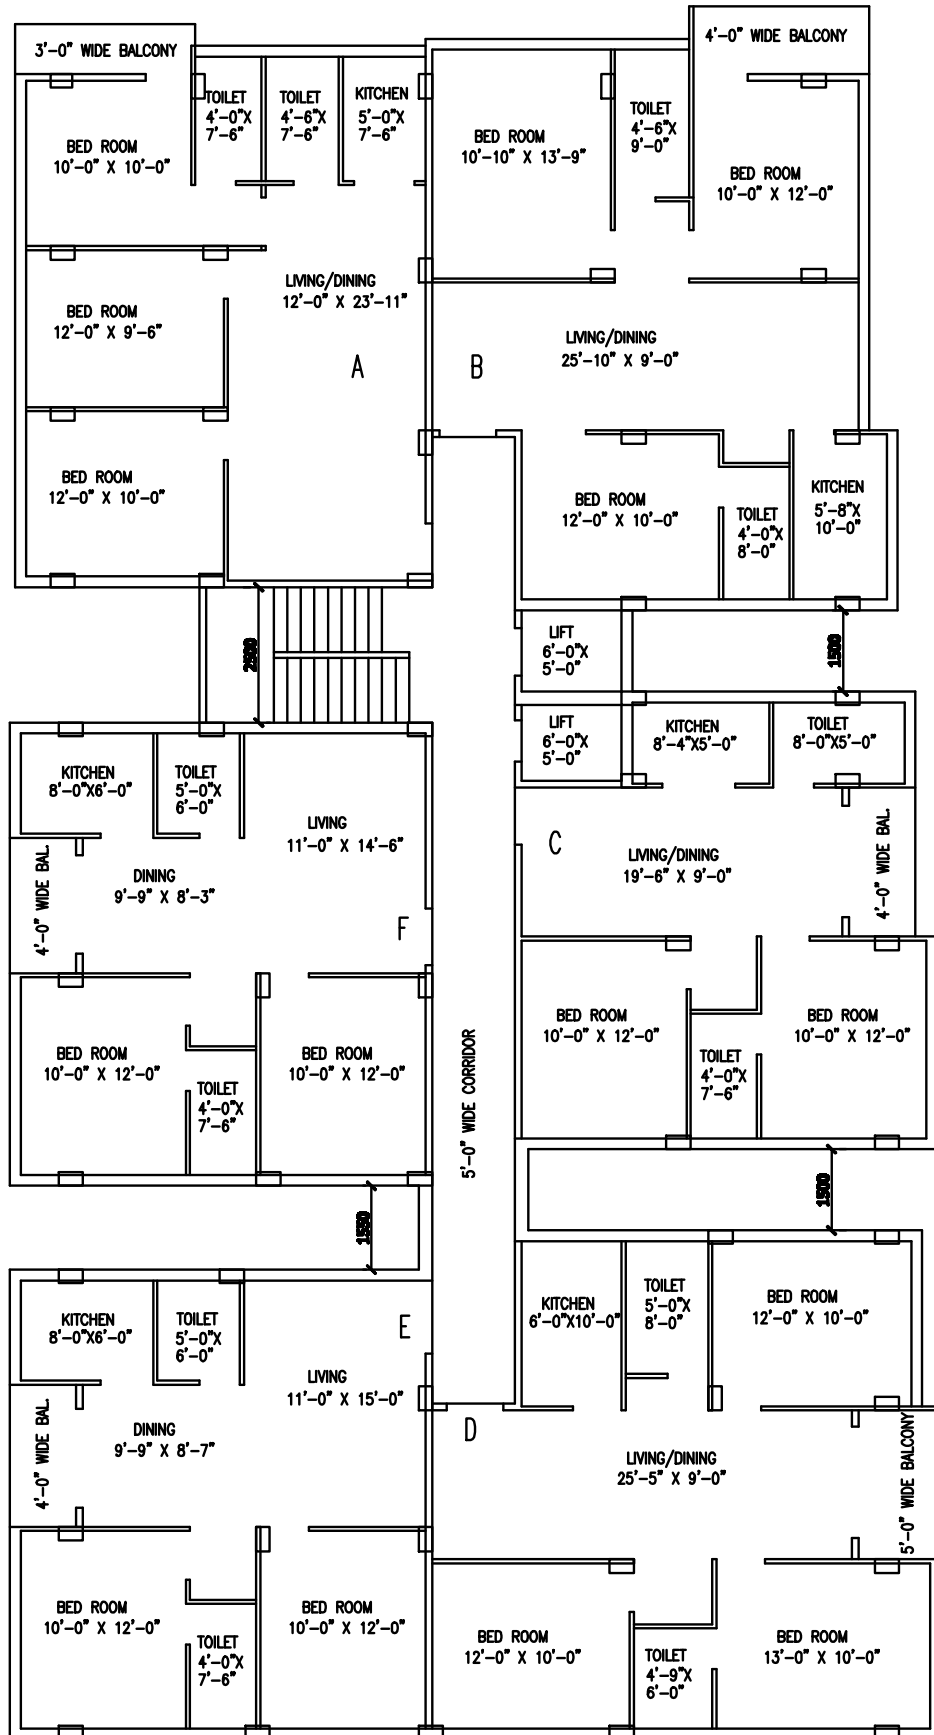 3'-0" WIDE BALCONY
4'-0" WIDE BALCONY
TOILET
4'-0"X
7'-6"
TOILET
4'-6"X
7'-6"
KITCHEN
5'-0"X
7'-6"
BED ROOM
10'-0" X 10'-0"
BED ROOM
10'-10" X 13'-9"
TOILET
4'-6"X
9'-0"
BED ROOM
10'-0" X 12'-0"
LIVING/DINING
12'-0" X 23'-11"
BED ROOM
12'-0" X 9'-6"
A
B
LIVING/DINING
25'-10" X 9'-0"
BED ROOM
12'-0" X 10'-0"
BED ROOM
12'-0" X 10'-0"
TOILET
4'-0"X
8'-0"
KITCHEN
5'-8"X
10'-0"
2500
LIFT
6'-0"X
5'-0"
1500
LIFT
6'-0"X
5'-0"
KITCHEN
8'-4"X5'-0"
TOILET
8'-0"X5'-0"
KITCHEN
8'-0"X6'-0"
TOILET
5'-0"X
6'-0"
LIVING
11'-0" X 14'-6"
C
LIVING/DINING
19'-6" X 9'-0"
4'-0" WIDE BAL.
4'-0" WIDE BAL.
DINING
9'-9" X 8'-3"
F
BED ROOM
10'-0" X 12'-0"
BED ROOM
10'-0" X 12'-0"
TOILET
4'-0"X
7'-6"
BED ROOM
10'-0" X 12'-0"
BED ROOM
10'-0" X 12'-0"
TOILET
4'-0"X
7'-6"
5'-0" WIDE CORRIDOR
1550
1500
KITCHEN
8'-0"X6'-0"
TOILET
5'-0"X
6'-0"
E
LIVING
11'-0" X 15'-0"
KITCHEN
6'-0"X10'-0"
TOILET
5'-0"X
8'-0"
BED ROOM
12'-0" X 10'-0"
4'-0" WIDE BAL.
DINING
9'-9" X 8'-7"
D
LIVING/DINING
25'-5" X 9'-0"
5'-0" WIDE BALCONY
BED ROOM
10'-0" X 12'-0"
TOILET
4'-0"X
7'-6"
BED ROOM
10'-0" X 12'-0"
BED ROOM
12'-0" X 10'-0"
TOILET
4'-9"X
6'-0"
BED ROOM
13'-0" X 10'-0"